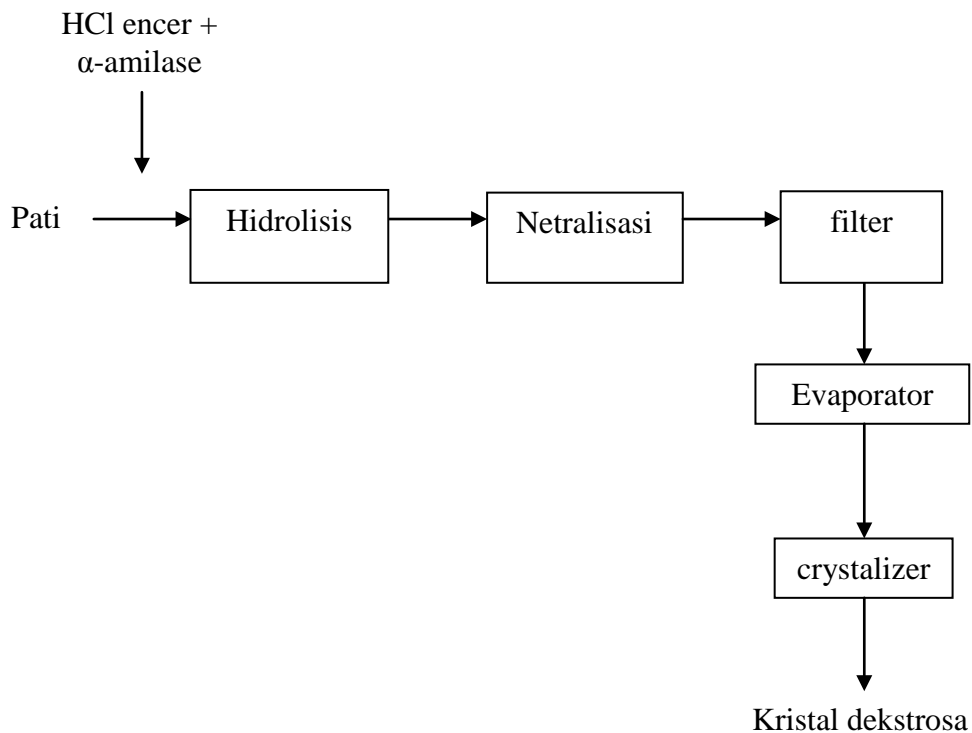 HCl encer +
α-amilase
Pati
Hidrolisis
Netralisasi
filter
Evaporator
crystalizer
Kristal dekstrosa